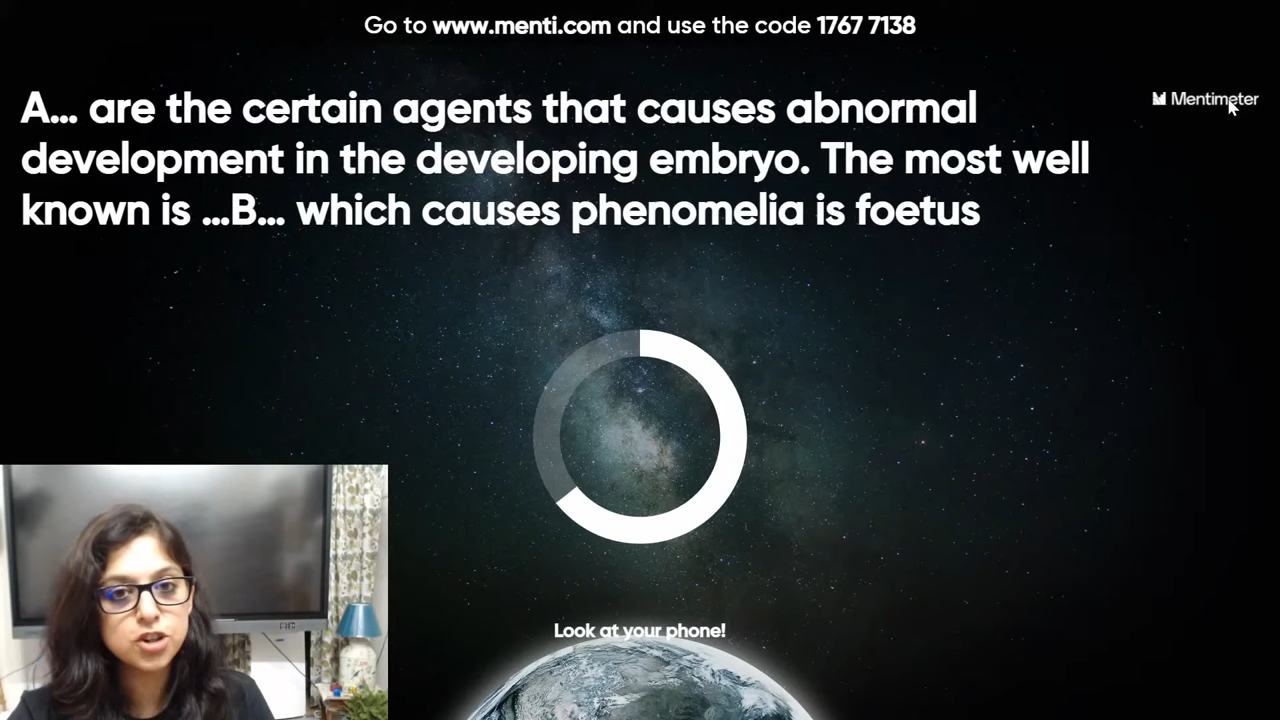 Go to www.menti.com and use the code 1767 7138
Mentimeter
A... are the certain agents that causes abnormal
development in the developing embryo. The most well
known is ...B... which causes phenomelia is foetus
Look at your phone!